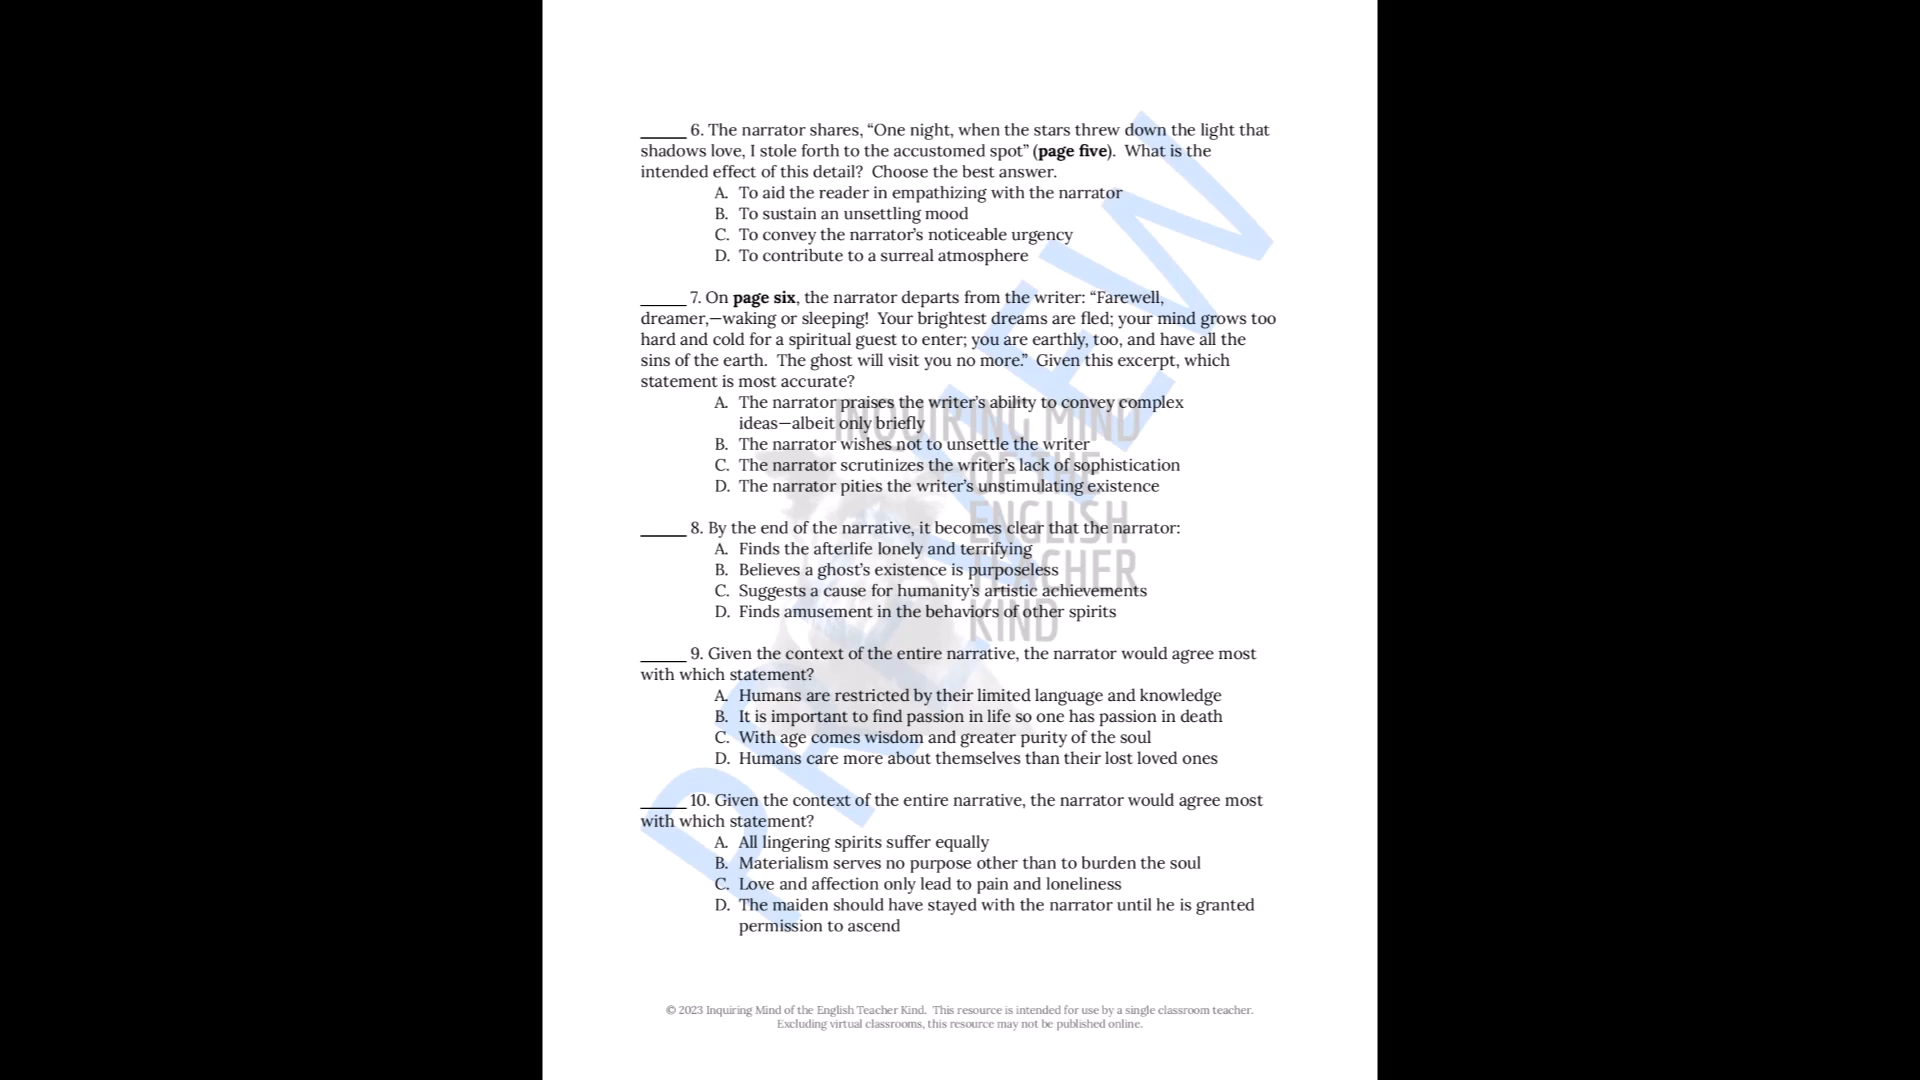 _____ 6. The narrator shares, “One night, when the stars threw down the light that
shadows love, I stole forth to the accustomed spot” (page five).  What is the
intended effect of this detail?  Choose the best answer.
A. To aid the reader in empathizing with the narrator
B. To sustain an unsettling mood
C. To convey the narrator’s noticeable urgency
D. To contribute to a surreal atmosphere
_____ 7. On page six, the narrator departs from the writer: “Farewell,
dreamer,—waking or sleeping!  Your brightest dreams are fled; your mind grows too
hard and cold for a spiritual guest to enter; you are earthly, too, and have all the
sins of the earth.  The ghost will visit you no more.”  Given this excerpt, which
statement is most accurate?
A. The narrator praises the writer’s ability to convey complex
ideas—albeit only briefly
B. The narrator wishes not to unsettle the writer
C. The narrator scrutinizes the writer’s lack of sophistication
D. The narrator pities the writer’s unstimulating existence
_____ 8. By the end of the narrative, it becomes clear that the narrator:
A. Finds the afterlife lonely and terrifying
B. Believes a ghost’s existence is purposeless
C. Suggests a cause for humanity’s artistic achievements
D. Finds amusement in the behaviors of other spirits
_____ 9. Given the context of the entire narrative, the narrator would agree most
with which statement?
A. Humans are restricted by their limited language and knowledge
B. It is important to find passion in life so one has passion in death
C. With age comes wisdom and greater purity of the soul
D. Humans care more about themselves than their lost loved ones
_____ 10. Given the context of the entire narrative, the narrator would agree most
with which statement?
A. All lingering spirits suffer equally
B. Materialism serves no purpose other than to burden the soul
C. Love and affection only lead to pain and loneliness
D. The maiden should have stayed with the narrator until he is granted
permission to ascend
© 2023 Inquiring Mind of the English Teacher Kind.  This resource is intended for use by a single classroom teacher.
Excluding virtual classrooms, this resource may not be published online.
PREVIEW
INQUIRING MIND
OF THE
ENGLISH
TEACHER
KIND